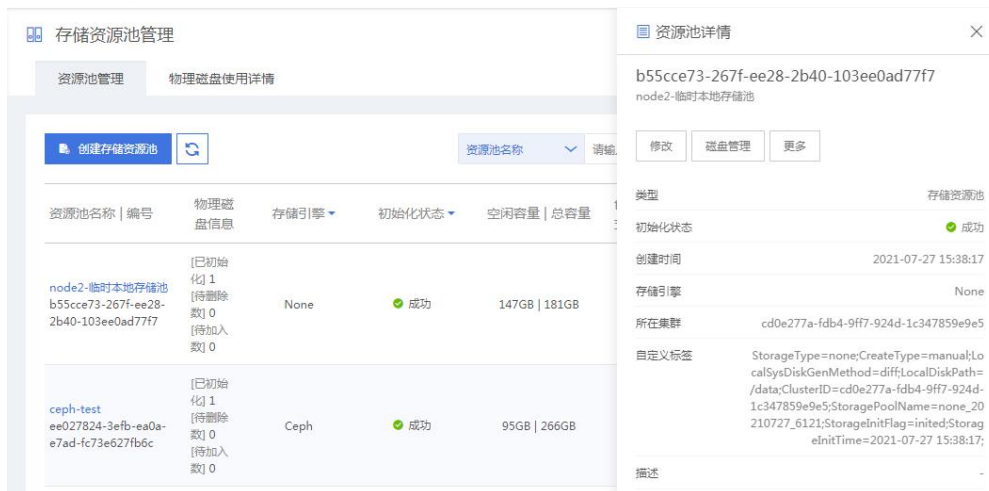 存储资源池管理
资源池管理
物理磁盘使用详情
创建存储资源池
资源池名称
请输
资源池名称 | 编号
物理磁
盘信息
存储引擎
初始化状态
空闲容量 | 总容量
node2-临时本地存储池
b55cce73-267f-ee28-
2b40-103ee0ad77f7
[已初始
化] 1
[待删除
数] 0
[待加入
数] 0
None
成功
147GB | 181GB
ceph-test
ee027824-3efb-ea0a-
e7ad-fc73e627fb6c
[已初始
化] 1
[待删除
数] 0
[待加入
数] 0
Ceph
成功
95GB | 266GB
资源池详情
b55cce73-267f-ee28-2b40-103ee0ad77f7
node2-临时本地存储池
修改
磁盘管理
更多
类型 存储资源池
初始化状态 成功
创建时间 2021-07-27 15:38:17
存储引擎 None
所在集群 cd0e277a-fdb4-9ff7-924d-1c347859e9e5
自定义标签 StorageType=none;CreateType=manual;Lo
calSysDiskGenMethod=diff;LocalDiskPath=
/data;ClusterID=cd0e277a-fdb4-9ff7-924d-
1c347859e9e5;StoragePoolName=none_20
210727_6121;StorageInitFlag=inited;Storag
eInitTime=2021-07-27 15:38:17;
描述 -